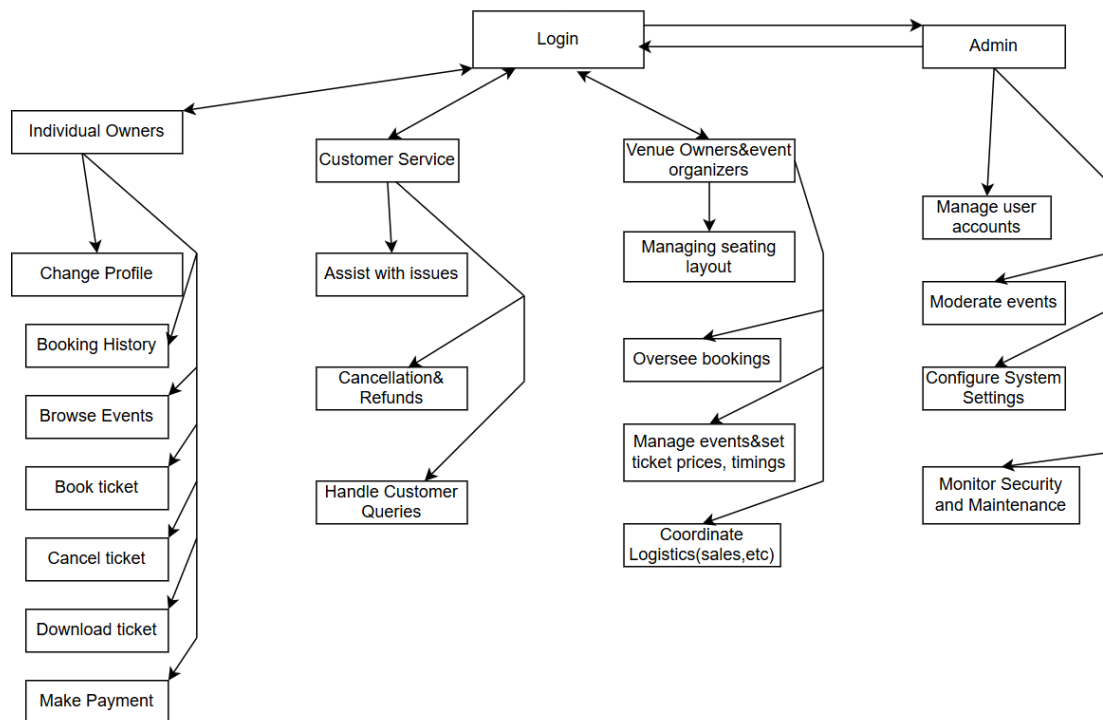 Login
Admin
Individual Owners
Customer Service
Venue Owners&event
organizers
Manage user
accounts
Change Profile
Assist with issues
Managing seating
layout
Moderate events
Booking History
Oversee bookings
Cancellation&
Refunds
Configure System
Settings
Browse Events
Manage events&set
ticket prices, timings
Book ticket
Handle Customer
Queries
Monitor Security
and Maintenance
Cancel ticket
Coordinate
Logistics(sales,etc)
Download ticket
Make Payment